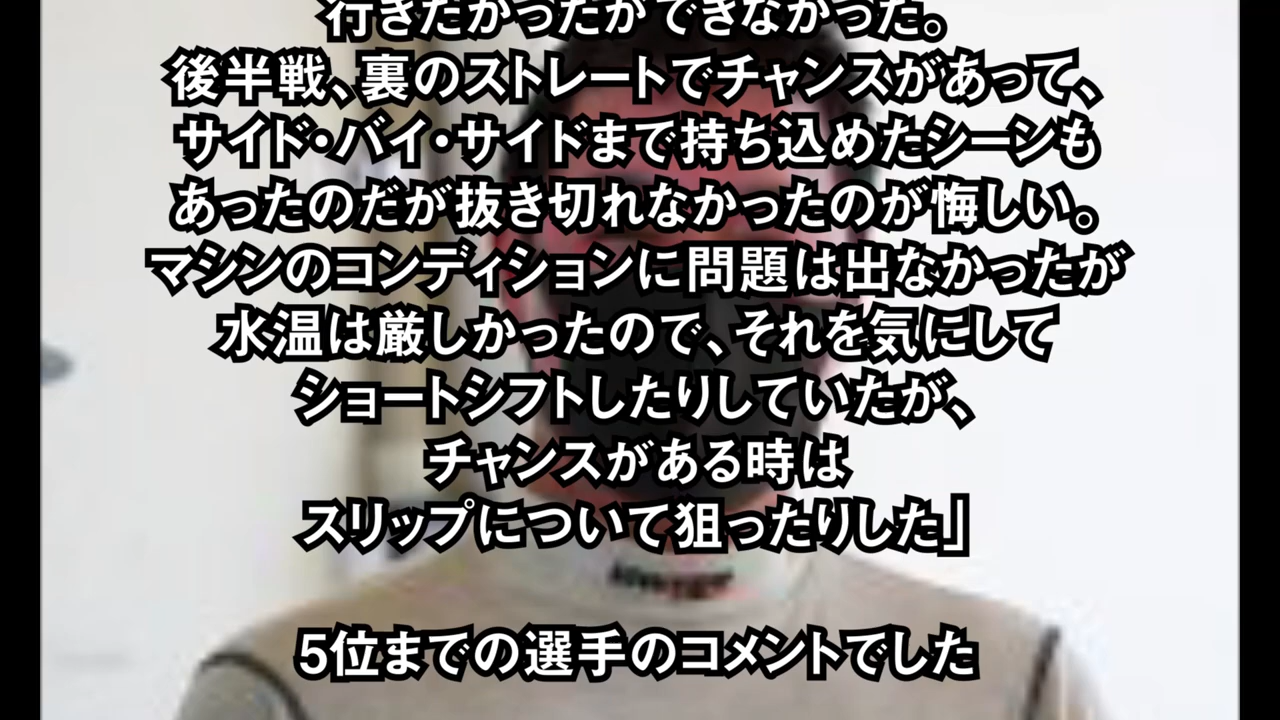 行きたかったができなかった。
後半戦、裏のストレートでチャンスがあって、
サイド・バイ・サイドまで持ち込めたシーンも
あったのだが抜き切れなかったのが悔しい。
マシンのコンディションに問題は出なかったが
水温は厳しかったので、それを気にして
ショートシフトしたりしていたが、
チャンスがある時は
スリップについて狙ったりした」
5位までの選手のコメントでした